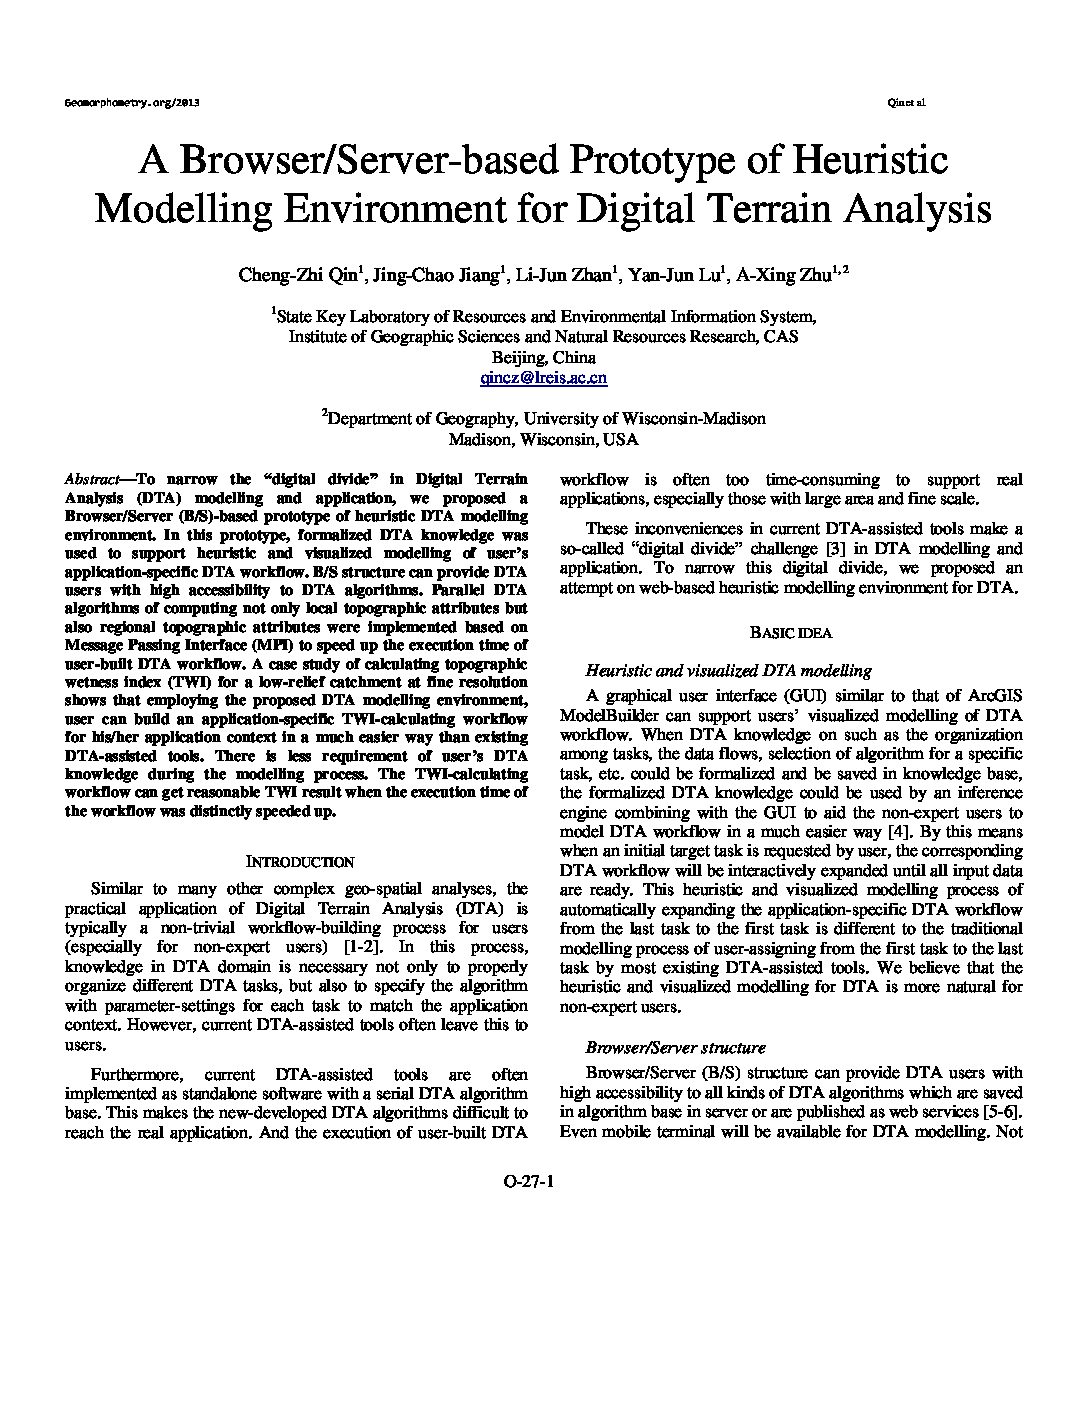 Geomorphometry.org/2013
Qin et al
A Browser/Server-based Prototype of Heuristic
Modelling Environment for Digital Terrain Analysis
Cheng-Zhi Qin1, Jing-Chao Jiang1, Li-Jun Zhan1, Yan-Jun Lu1, A-Xing Zhu1,2
1State Key Laboratory of Resources and Environmental Information System,
Institute of Geographic Sciences and Natural Resources Research, CAS
Beijing, China
qincz@lreis.ac.cn
2Department of Geography, University of Wisconsin-Madison
Madison, Wisconsin, USA
Abstract—To narrow the “digital divide” in Digital Terrain
Analysis (DTA) modelling and application, we proposed a
Browser/Server (B/S)-based prototype of heuristic DTA modelling
environment. In this prototype, formalized DTA knowledge was
used to support heuristic and visualized modelling of user’s
application-specific DTA workflow. B/S structure can provide DTA
users with high accessibility to DTA algorithms. Parallel DTA
algorithms of computing not only local topographic attributes but
also regional topographic attributes were implemented based on
Message Passing Interface (MPI) to speed up the execution time of
user-built DTA workflow. A case study of calculating topographic
wetness index (TWI) for a low-relief catchment at fine resolution
shows that employing the proposed DTA modelling environment,
user can build an application-specific TWI-calculating workflow
for his/her application context in a much easier way than existing
DTA-assisted tools. There is less requirement of user’s DTA
knowledge during the modelling process. The TWI-calculating
workflow can get reasonable TWI result when the execution time of
the workflow was distinctly speeded up.
INTRODUCTION
Similar to many other complex geo-spatial analyses, the
practical application of Digital Terrain Analysis (DTA) is
typically a non-trivial workflow-building process for users
(especially for non-expert users) [1-2]. In this process,
knowledge in DTA domain is necessary not only to properly
organize different DTA tasks, but also to specify the algorithm
with parameter-settings for each task to match the application
context. However, current DTA-assisted tools often leave this to
users.
Furthermore, current DTA-assisted tools are often
implemented as standalone software with a serial DTA algorithm
base. This makes the new-developed DTA algorithms difficult to
reach the real application. And the execution of user-built DTA
workflow is often too time-consuming to support real
applications, especially those with large area and fine scale.
These inconveniences in current DTA-assisted tools make a
so-called “digital divide” challenge [3] in DTA modelling and
application. To narrow this digital divide, we proposed an
attempt on web-based heuristic modelling environment for DTA.
BASIC IDEA
Heuristic and visualized DTA modelling
A graphical user interface (GUI) similar to that of ArcGIS
ModelBuilder can support users’ visualized modelling of DTA
workflow. When DTA knowledge on such as the organization
among tasks, the data flows, selection of algorithm for a specific
task, etc. could be formalized and be saved in knowledge base,
the formalized DTA knowledge could be used by an inference
engine combining with the GUI to aid the non-expert users to
model DTA workflow in a much easier way [4]. By this means
when an initial target task is requested by user, the corresponding
DTA workflow will be interactively expanded until all input data
are ready. This heuristic and visualized modelling process of
automatically expanding the application-specific DTA workflow
from the last task to the first task is different to the traditional
modelling process of user-assigning from the first task to the last
task by most existing DTA-assisted tools. We believe that the
heuristic and visualized modelling for DTA is more natural for
non-expert users.
Browser/Server structure
Browser/Server (B/S) structure can provide DTA users with
high accessibility to all kinds of DTA algorithms which are saved
in algorithm base in server or are published as web services [5-6].
Even mobile terminal will be available for DTA modelling. Not
O-27-1